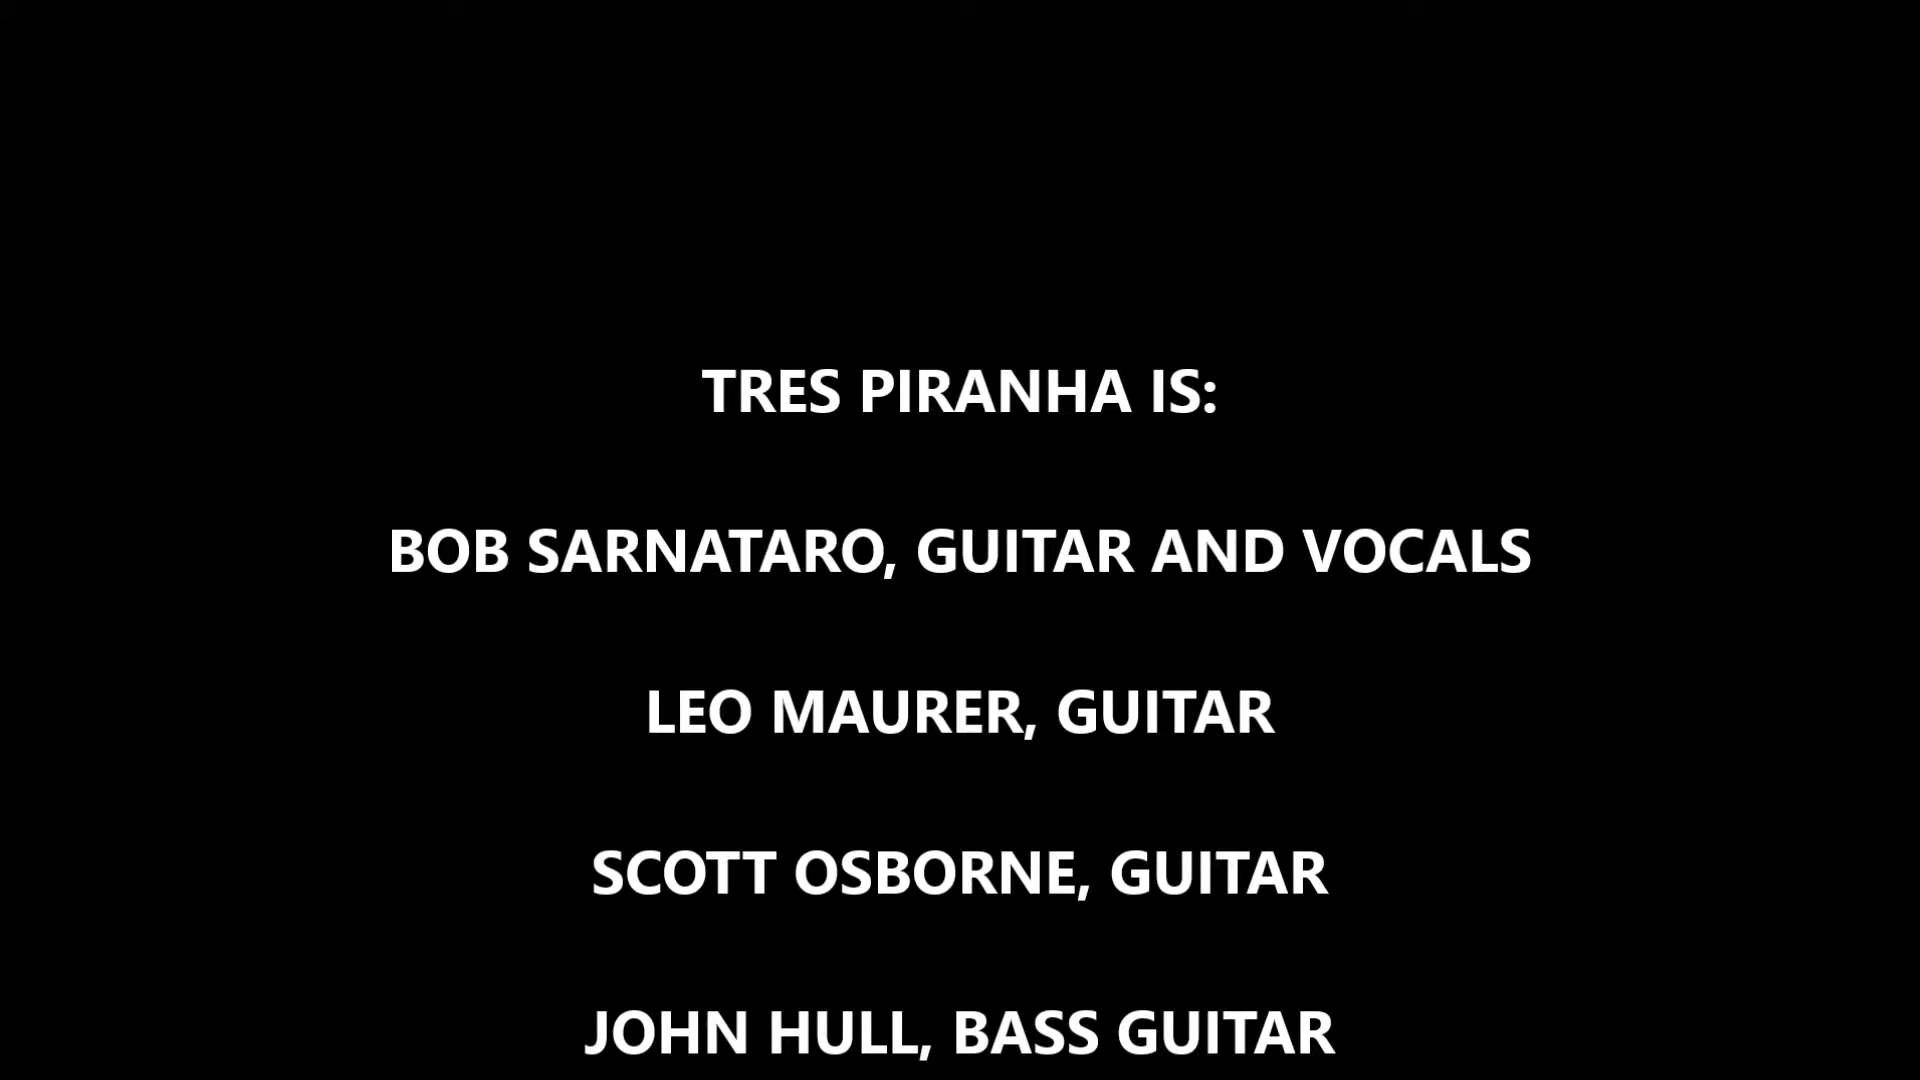 TRES PIRANHA IS:
BOB SARNATARO, GUITAR AND VOCALS
LEO MAURER, GUITAR
SCOTT OSBORNE, GUITAR
JOHN HULL, BASS GUITAR